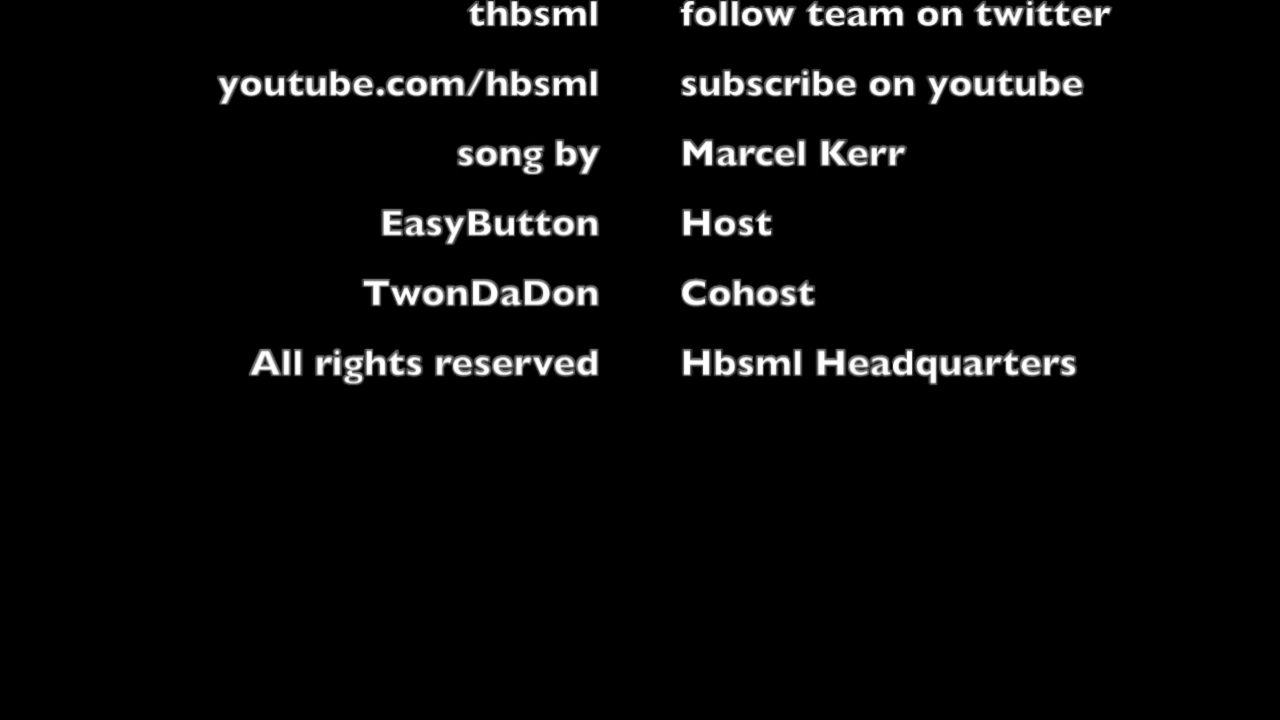 thbsml follow team on twitter
youtube.com/hbsml subscribe on youtube
song by Marcel Kerr
EasyButton Host
TwonDaDon Cohost
All rights reserved Hbsml Headquarters